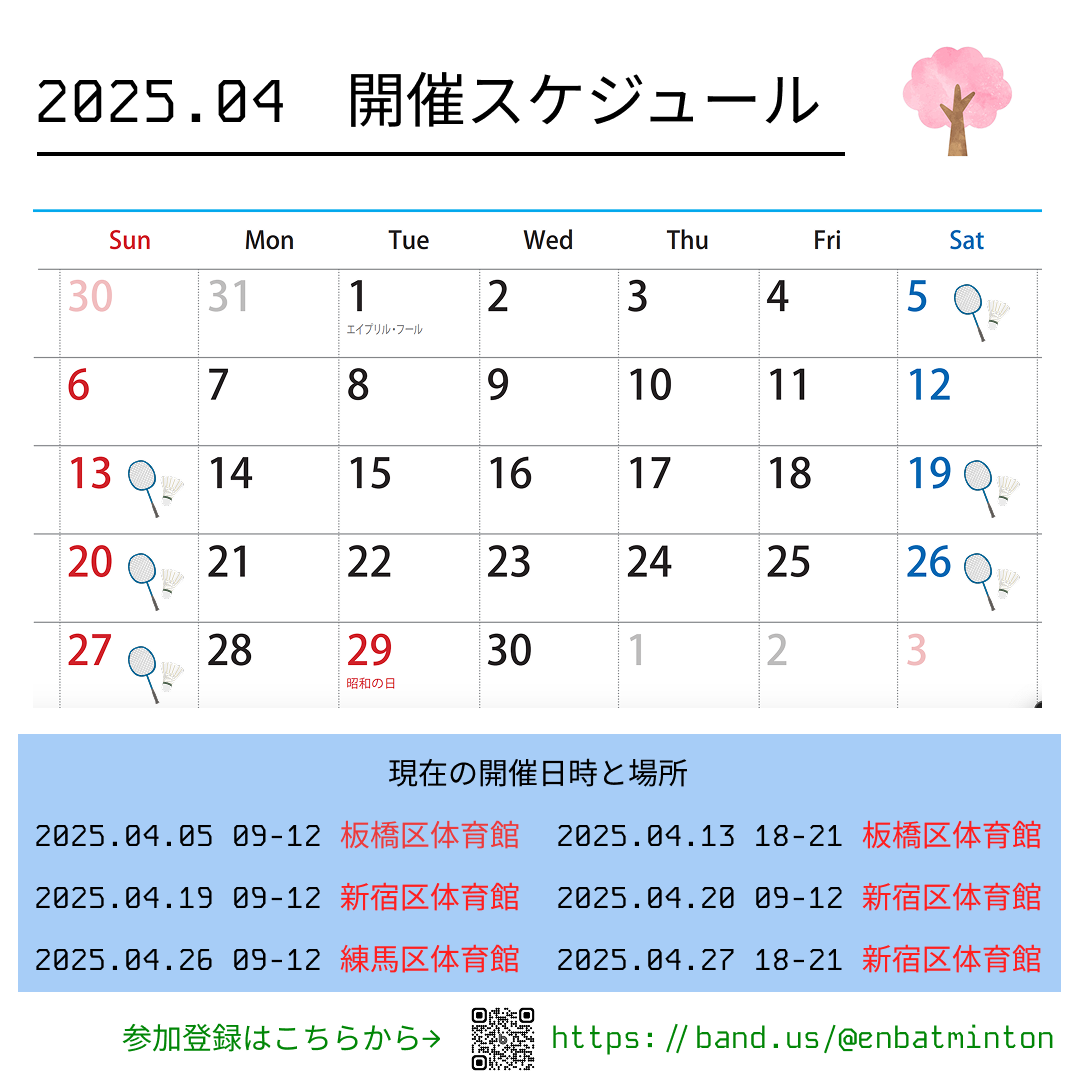 2025.04 開催スケジュール
Sun Mon Tue Wed Thu Fri Sat
30 31 1 2 3 4 5
エイプリル・フール
6 7 8 9 10 11 12
13 14 15 16 17 18 19
20 21 22 23 24 25 26
27 28 29 30 1 2 3
昭和の日
現在の開催日時と場所
2025.04.05 09-12 板橋区体育館 2025.04.13 18-21 板橋区体育館
2025.04.19 09-12 新宿区体育館 2025.04.20 09-12 新宿区体育館
2025.04.26 09-12 練馬区体育館 2025.04.27 18-21 新宿区体育館
参加登録はこちらから→ https://band.us/@enbatminton